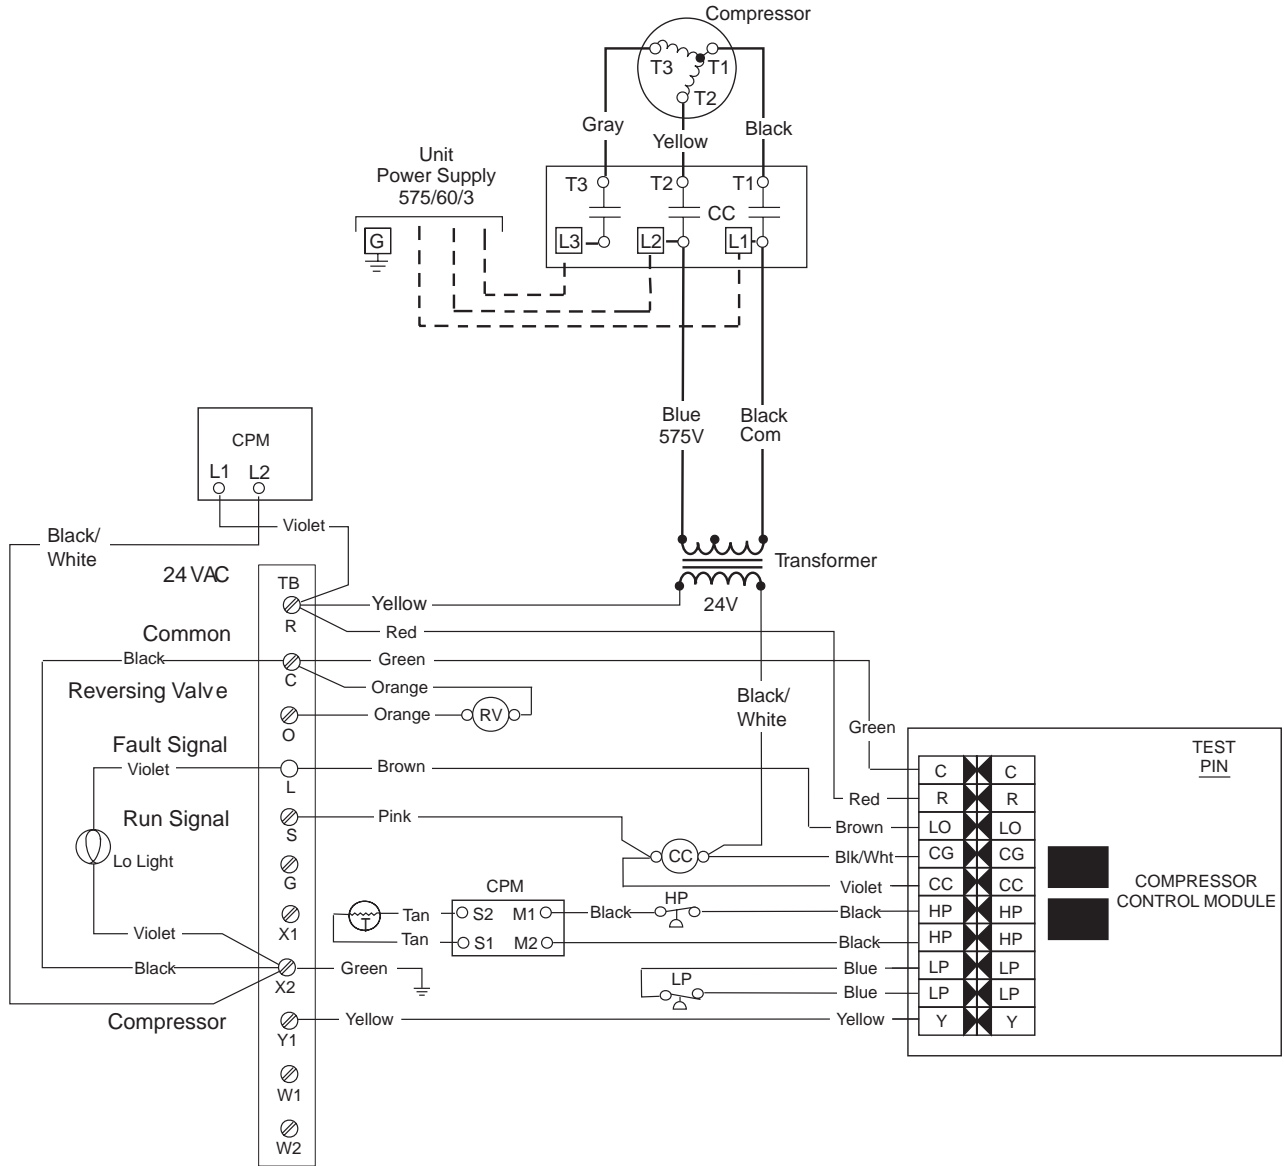 Compressor
T3 T1
T2
Gray
Yellow
Black
Unit
Power Supply
575/60/3
G
T3 T2 T1
CC
L3 L2 L1
Blue
575V
Black
Com
CPM
L1 L2
Violet
Black/
White
24 VAC
TB
Transformer
24V
Yellow
R
Red
Common
Black
Green
C
Orange
Reversing Valve
Black/
White
Orange
RV
O
Green
Fault Signal
Violet
Brown
L
TEST
PIN
C C
Red
R R
Run Signal
Pink
S
Brown
LO LO
Lo Light
CC
Blk/Wht
CG CG
G
Violet
CC CC
COMPRESSOR
CONTROL MODULE
CPM
HP
T
Tan
S2 M1
Black
Black
HP HP
X1
Tan
S1 M2
Black
HP HP
Violet
Black
Green
X2
LP
Blue
LP LP
Blue
LP LP
Compressor
Yellow
Y1
Yellow
Y Y
W1
W2